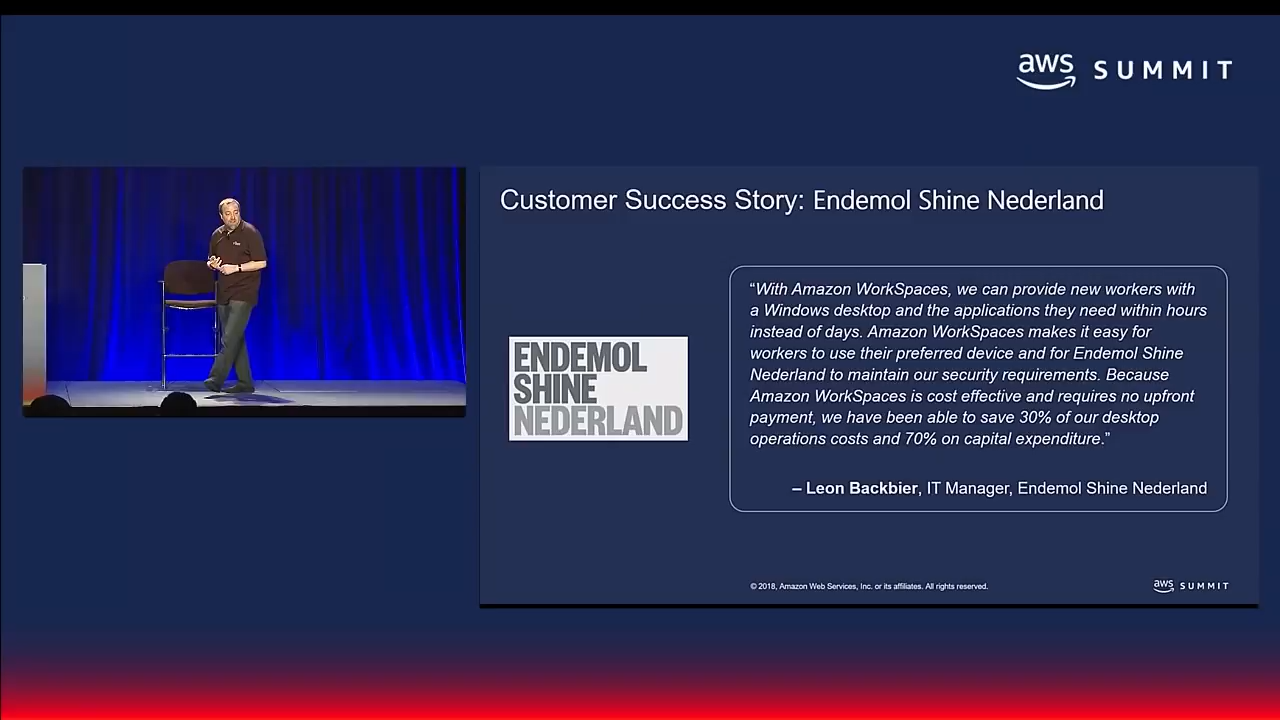 aws SUMMIT
Customer Success Story: Endemol Shine Nederland
ENDEMOL
SHINE
NEDERLAND
“With Amazon WorkSpaces, we can provide new workers with
a Windows desktop and the applications they need within hours
instead of days. Amazon WorkSpaces makes it easy for
workers to use their preferred device and for Endemol Shine
Nederland to maintain our security requirements. Because
Amazon WorkSpaces is cost effective and requires no upfront
payment, we have been able to save 30% of our desktop
operations costs and 70% on capital expenditure.”
– Leon Backbier, IT Manager, Endemol Shine Nederland
© 2018, Amazon Web Services, Inc. or its affiliates. All rights reserved.
aws SUMMIT